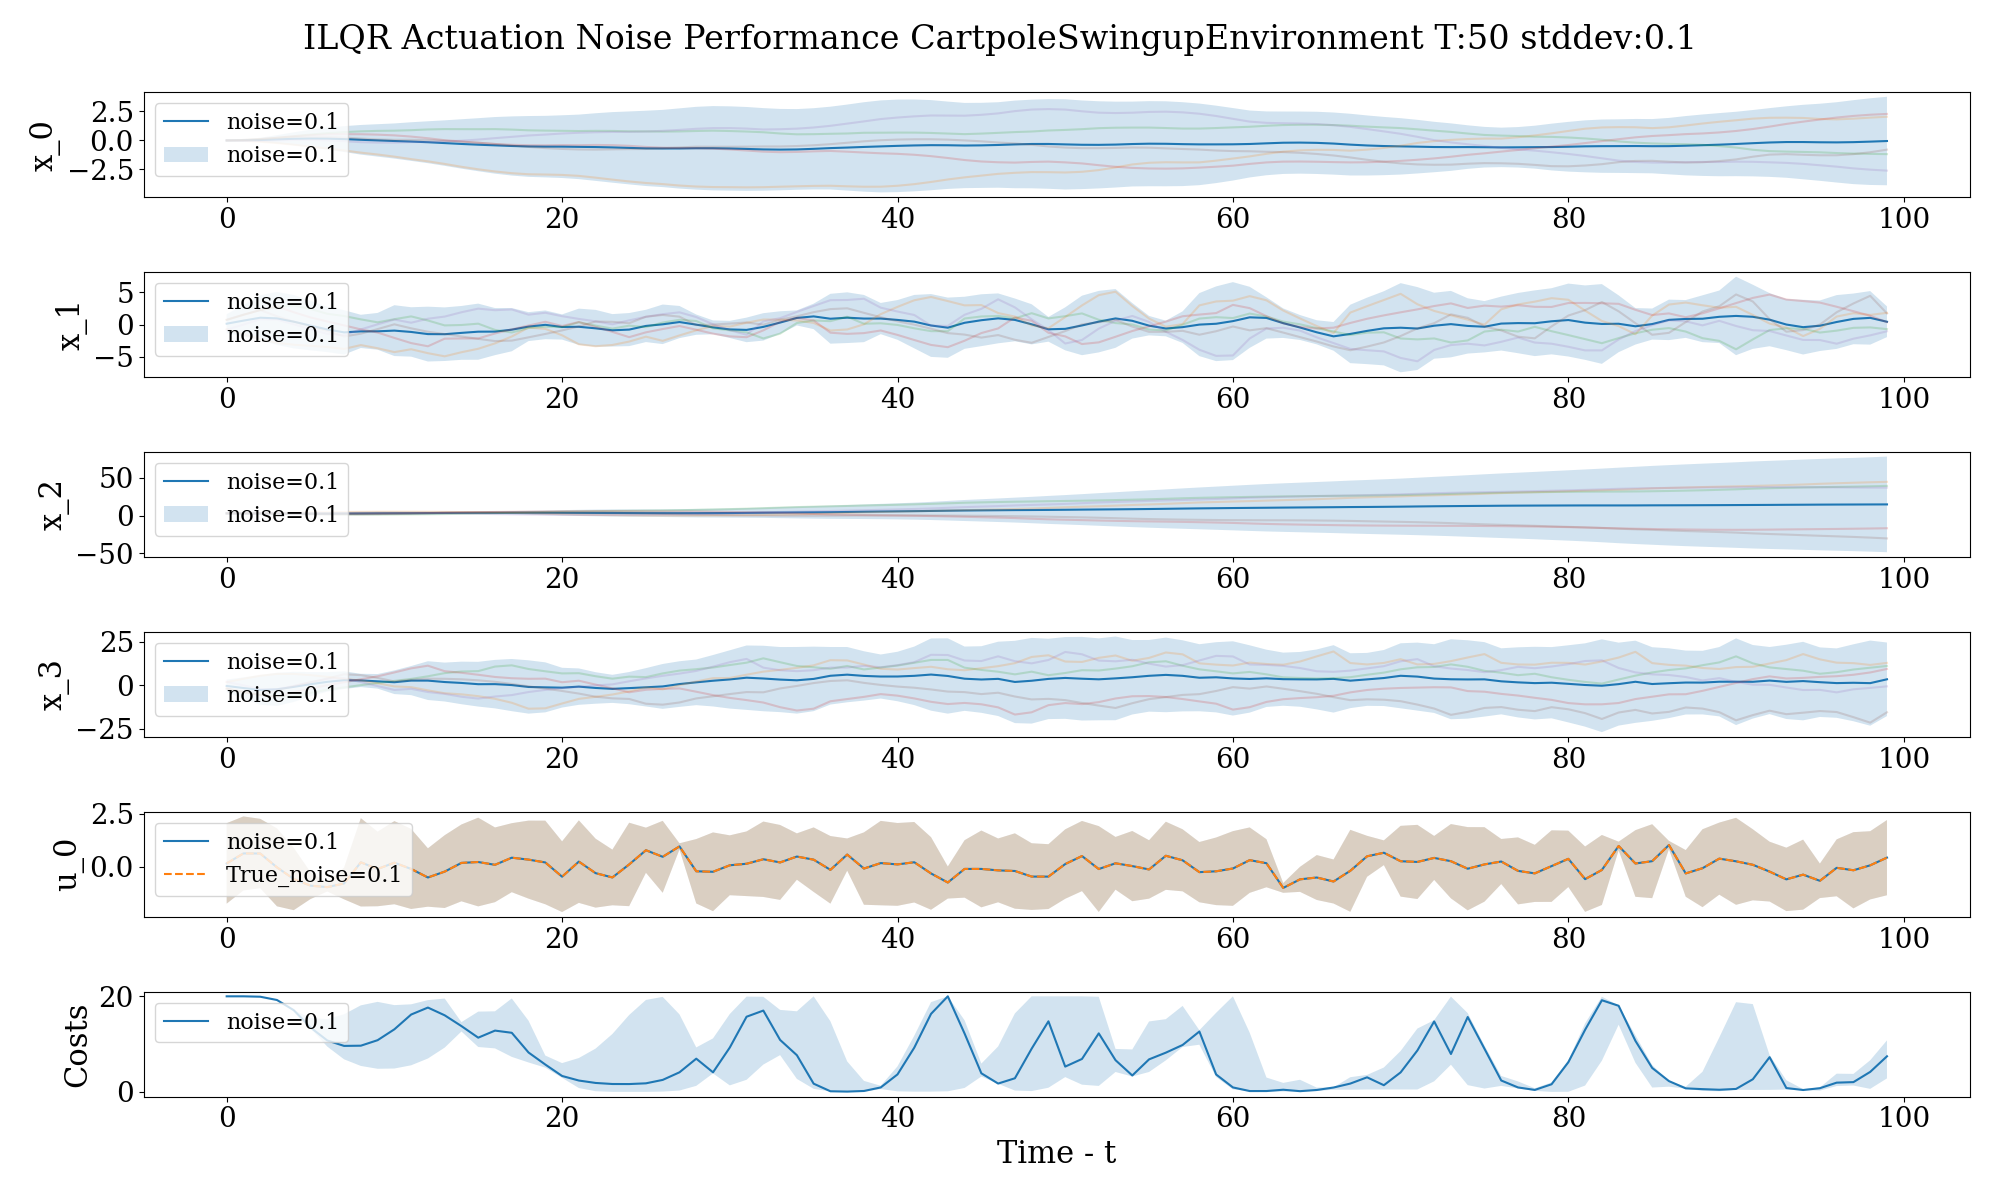 ILQR Actuation Noise Performance CartpoleSwingupEnvironment T:50 stddev:0.1
x_0
2.5
0.0
−2.5
noise=0.1
noise=0.1
0 20 40 60 80 100
x_1
5
0
−5
noise=0.1
noise=0.1
0 20 40 60 80 100
x_2
50
0
−50
noise=0.1
noise=0.1
0 20 40 60 80 100
x_3
25
0
−25
noise=0.1
noise=0.1
0 20 40 60 80 100
u_0
2.5
0.0
noise=0.1
True_noise=0.1
0 20 40 60 80 100
Costs
20
0
noise=0.1
0 20 40 60 80 100
Time - t